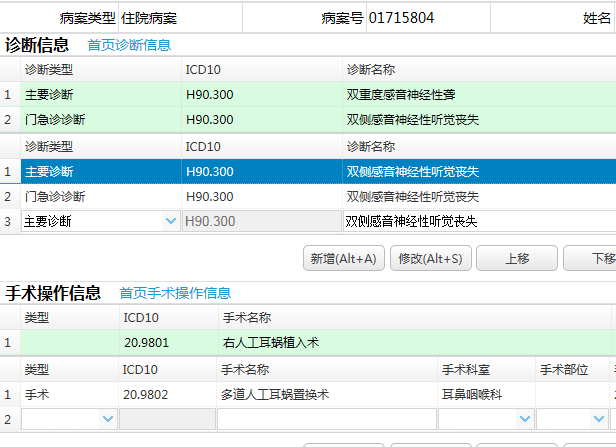 病案类型 住院病案 病案号 01715804 姓名
诊断信息 首页诊断信息
诊断类型 ICD10 诊断名称
1 主要诊断 H90.300 双重度感音神经性聋
2 门急诊诊断 H90.300 双侧感音神经性听觉丧失
诊断类型 ICD10 诊断名称
1 主要诊断 H90.300 双侧感音神经性听觉丧失
2 门急诊诊断 H90.300 双侧感音神经性听觉丧失
3 主要诊断 H90.300 双侧感音神经性听觉丧失
新增(Alt+A) 修改(Alt+S) 上移 下移
手术操作信息 首页手术操作信息
类型 ICD10 手术名称
1 20.9801 右人工耳蜗植入术
类型 ICD10 手术名称 手术科室 手术部位
1 手术 20.9802 多道人工耳蜗置换术 耳鼻咽喉科
2